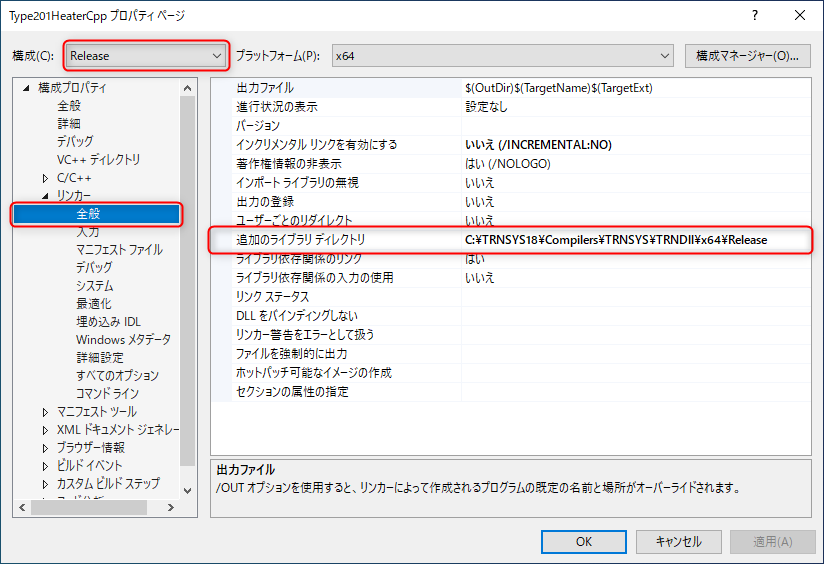 Type201HeaterCpp プロパティ ページ
? ×
構成(C): Release プラットフォーム(P): x64 構成マネージャー(O)...
構成プロパティ
全般
詳細
デバッグ
VC++ ディレクトリ
C/C++
リンカー
全般
入力
マニフェスト ファイル
デバッグ
システム
最適化
埋め込み IDL
Windows メタデータ
詳細設定
すべてのオプション
コマンド ライン
マニフェスト ツール
XML ドキュメント ジェネレー
ブラウザー情報
ビルド イベント
カスタム ビルド ステップ
出力ファイル $(OutDir)$(TargetName)$(TargetExt)
進行状況の表示 設定なし
バージョン
インクリメンタル リンクを有効にする いいえ (/INCREMENTAL:NO)
著作権情報の非表示 はい (/NOLOGO)
インポート ライブラリの無視 いいえ
出力の登録 いいえ
ユーザーごとのリダイレクト いいえ
追加のライブラリ ディレクトリ C:¥TRNSYS18¥Compilers¥TRNSYS¥TRNDll¥x64¥Release
ライブラリ依存関係のリンク はい
ライブラリ依存関係の入力の使用 いいえ
リンク ステータス
DLL をバインディングしない
リンカー警告をエラーとして扱う
ファイルを強制的に出力
ホットパッチ可能なイメージの作成
セクションの属性の指定
出力ファイル
/OUT オプションを使用すると、リンカーによって作成されるプログラムの既定の名前と場所がオーバーライドされます。
OK キャンセル 適用(A)